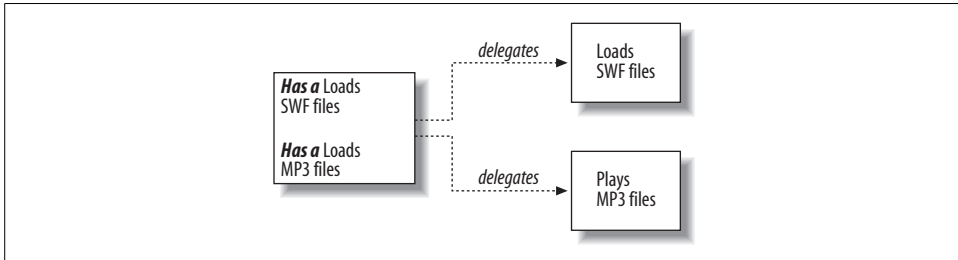 Has a Loads
SWF files
Has a Loads
MP3 files
delegates
Loads
SWF files
delegates
Plays
MP3 files